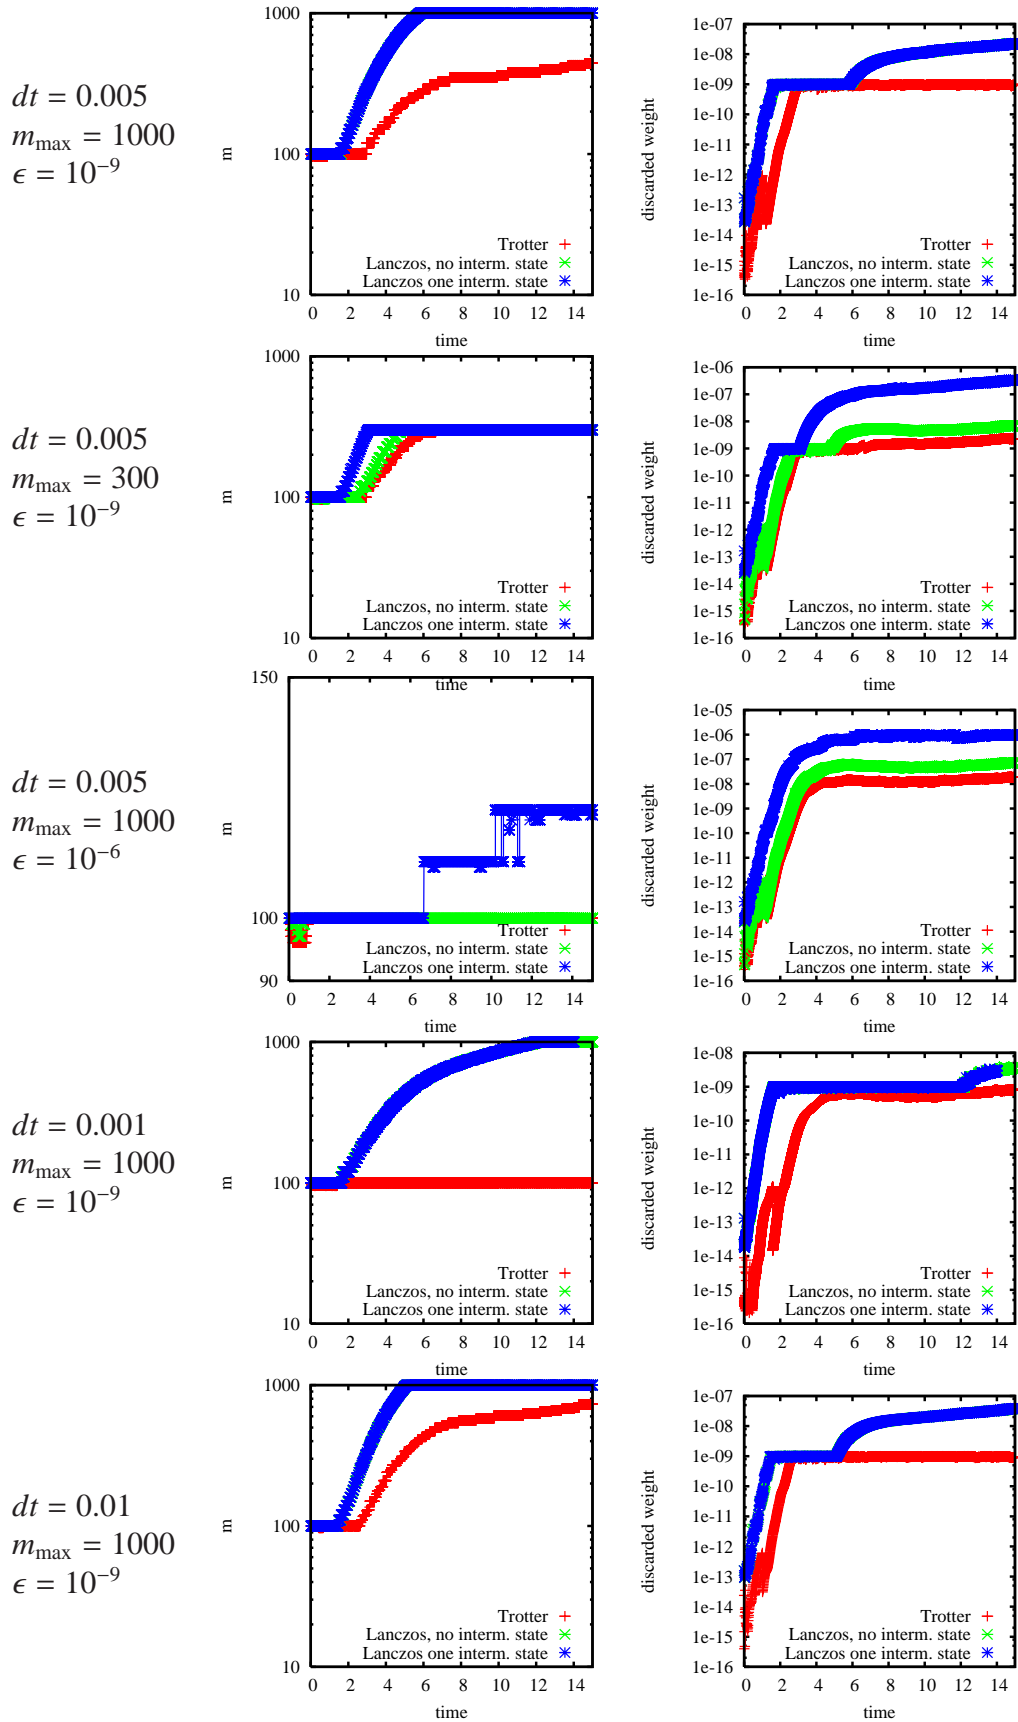 dt = 0.005
m_max = 1000
ϵ = 10⁻⁹
1000
100
10
m
0 2 4 6 8 10 12 14
time
Trotter
Lanczos, no interm. state
Lanczos one interm. state
1e-07
1e-08
1e-09
1e-10
1e-11
1e-12
1e-13
1e-14
1e-15
1e-16
discarded weight
0 2 4 6 8 10 12 14
time
Trotter
Lanczos, no interm. state
Lanczos one interm. state
dt = 0.005
m_max = 300
ϵ = 10⁻⁹
1000
100
10
m
0 2 4 6 8 10 12 14
time
Trotter
Lanczos, no interm. state
Lanczos one interm. state
1e-06
1e-07
1e-08
1e-09
1e-10
1e-11
1e-12
1e-13
1e-14
1e-15
1e-16
discarded weight
0 2 4 6 8 10 12 14
time
Trotter
Lanczos, no interm. state
Lanczos one interm. state
dt = 0.005
m_max = 1000
ϵ = 10⁻⁶
150
100
90
m
0 2 4 6 8 10 12 14
time
Trotter
Lanczos, no interm. state
Lanczos one interm. state
1e-05
1e-06
1e-07
1e-08
1e-09
1e-10
1e-11
1e-12
1e-13
1e-14
1e-15
1e-16
discarded weight
0 2 4 6 8 10 12 14
time
Trotter
Lanczos, no interm. state
Lanczos one interm. state
dt = 0.001
m_max = 1000
ϵ = 10⁻⁹
1000
100
10
m
0 2 4 6 8 10 12 14
time
Trotter
Lanczos, no interm. state
Lanczos one interm. state
1e-08
1e-09
1e-10
1e-11
1e-12
1e-13
1e-14
1e-15
1e-16
discarded weight
0 2 4 6 8 10 12 14
time
Trotter
Lanczos, no interm. state
Lanczos one interm. state
dt = 0.01
m_max = 1000
ϵ = 10⁻⁹
1000
100
10
m
0 2 4 6 8 10 12 14
time
Trotter
Lanczos, no interm. state
Lanczos one interm. state
1e-07
1e-08
1e-09
1e-10
1e-11
1e-12
1e-13
1e-14
1e-15
1e-16
discarded weight
0 2 4 6 8 10 12 14
time
Trotter
Lanczos, no interm. state
Lanczos one interm. state